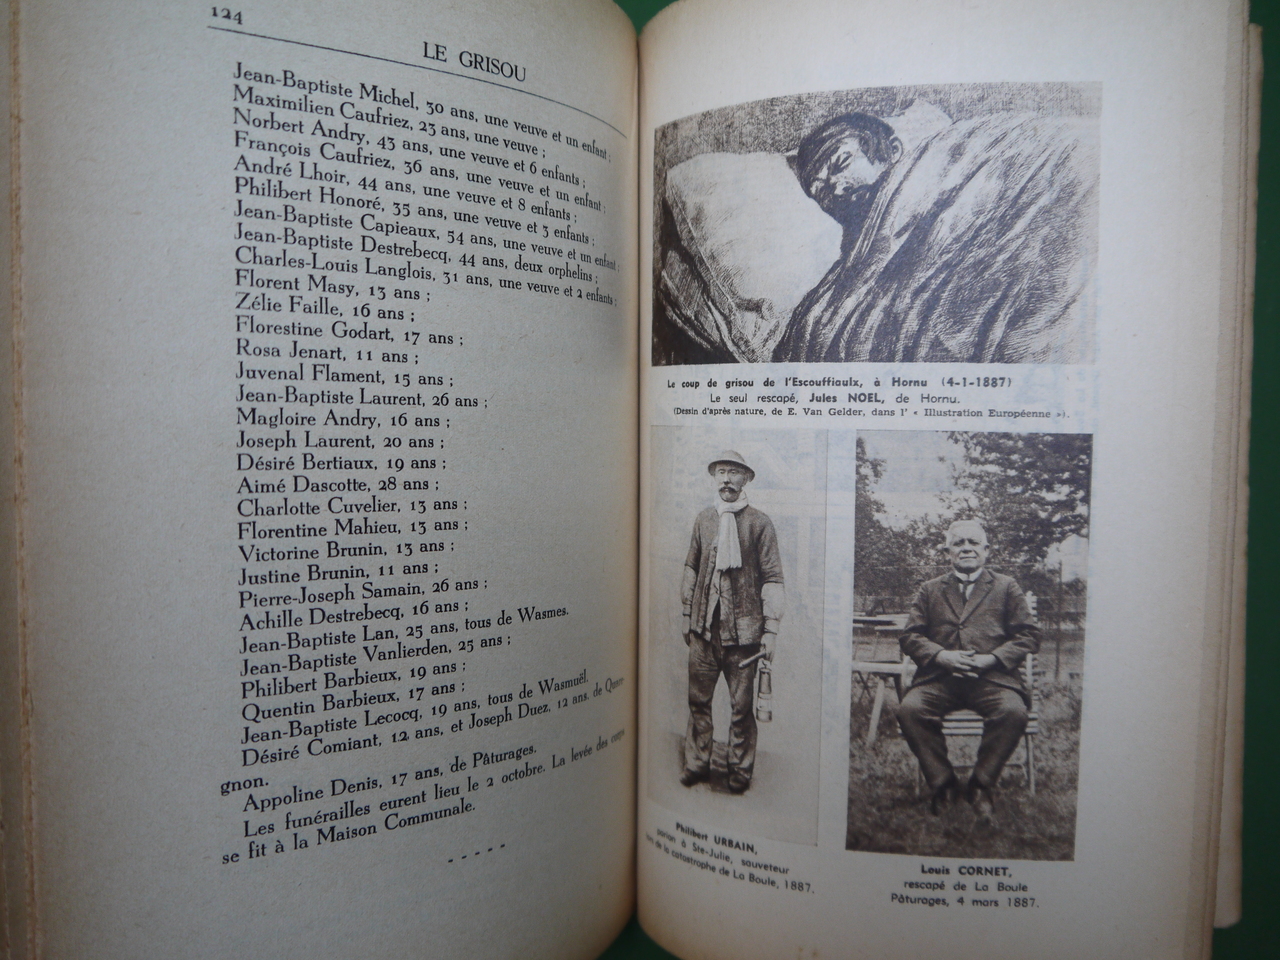 124
LE GRISOU
Jean-Baptiste Michel, 30 ans, une veuve et un enfant ;
Maximilien Caufriez, 23 ans, une veuve ;
Norbert Andry, 43 ans, une veuve et 6 enfants ;
François Caufriez, 36 ans, une veuve et un enfant ;
André Lhoir, 44 ans, une veuve et 8 enfants ;
Philibert Honoré, 35 ans, une veuve et 3 enfants ;
Jean-Baptiste Capieaux, 54 ans, une veuve et un enfant ;
Jean-Baptiste Destrebecq, 44 ans, deux orphelins ;
Charles-Louis Langlois, 31 ans, une veuve et 2 enfants ;
Florent Masy, 13 ans ;
Zélie Faille, 16 ans ;
Florestine Godart, 17 ans ;
Rosa Jenart, 11 ans ;
Juvenal Flament, 15 ans ;
Jean-Baptiste Laurent, 26 ans ;
Magloire Andry, 16 ans ;
Joseph Laurent, 20 ans ;
Désiré Bertiaux, 19 ans ;
Aimé Dascotte, 28 ans ;
Charlotte Cuvelier, 13 ans ;
Florentine Mahieu, 13 ans ;
Victorine Brunin, 13 ans ;
Justine Brunin, 11 ans ;
Pierre-Joseph Samain, 26 ans ;
Achille Destrebecq, 16 ans ;
Jean-Baptiste Lan, 25 ans, tous de Wasmes.
Jean-Baptiste Vanlierden, 25 ans ;
Philibert Barbieux, 19 ans ;
Quentin Barbieux, 17 ans ;
Jean-Baptiste Lecocq, 19 ans, tous de Wasmuël.
Désiré Comiant, 12 ans, et Joseph Duez, 12 ans, de Quare-
gnon.
Appoline Denis, 17 ans, de Pâturages.
Les funérailles eurent lieu le 2 octobre. La levée des corps
se fit à la Maison Communale.
- - - - -
Le coup de grisou de l'Escouffiaulx, à Hornu (4-1-1887)
Le seul rescapé, Jules NOEL, de Hornu.
(Dessin d'après nature, de E. Van Gelder, dans l' « Illustration Européenne »).
Philibert URBAIN,
porion à Ste-Julie, sauveteur
de la catastrophe de La Boule, 1887.
Louis CORNET,
rescapé de La Boule
Pâturages, 4 mars 1887.